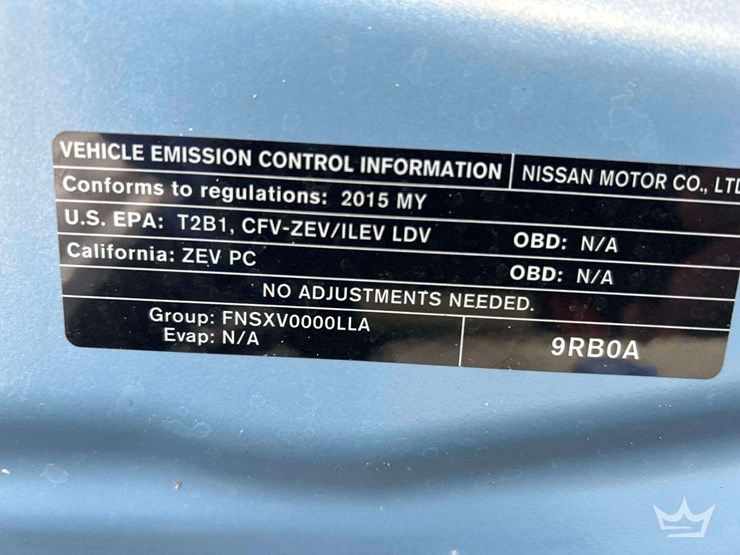 VEHICLE EMISSION CONTROL INFORMATION NISSAN MOTOR CO., LTD
Conforms to regulations: 2015 MY
U.S. EPA: T2B1, CFV-ZEV/ILEV LDV OBD: N/A
California: ZEV PC OBD: N/A
NO ADJUSTMENTS NEEDED.
Group: FNSXV0000LLA
Evap: N/A
9RB0A